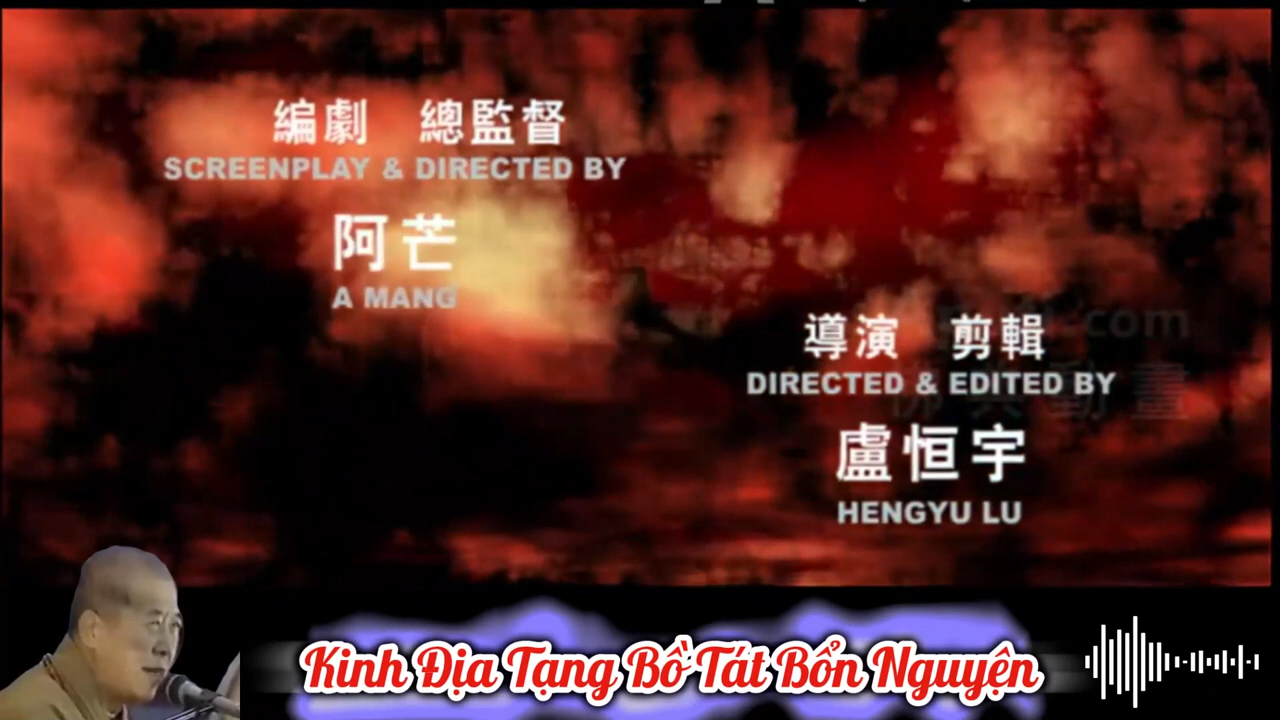 編劇 總監督
SCREENPLAY & DIRECTED BY
阿芒
A MANG
導演 剪輯
DIRECTED & EDITED BY
盧恒宇
HENGYU LU
Kinh Địa Tạng Bồ Tát Bổn Nguyện